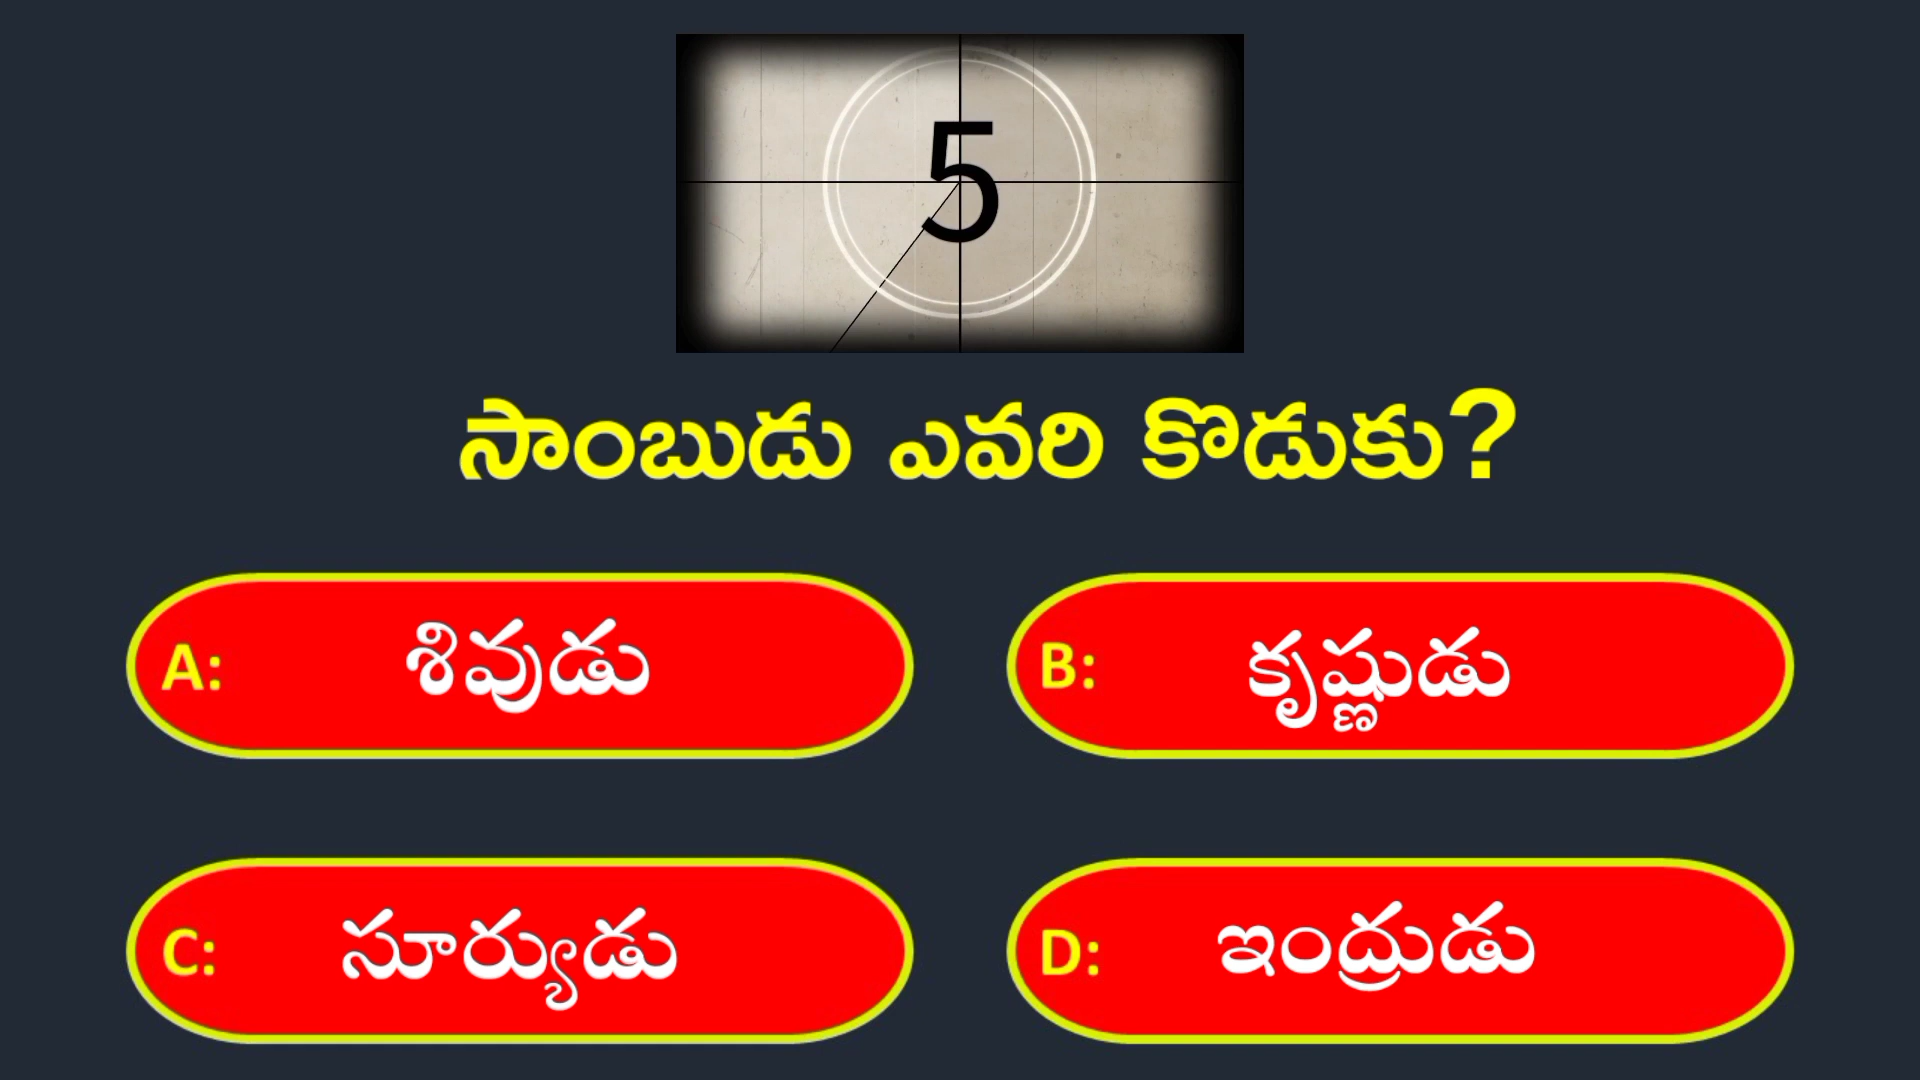 5
సాంబుడు ఎవరి కొడుకు?
A: శివుడు
B: కృష్ణుడు
C: సూర్యుడు
D: ఇంద్రుడు